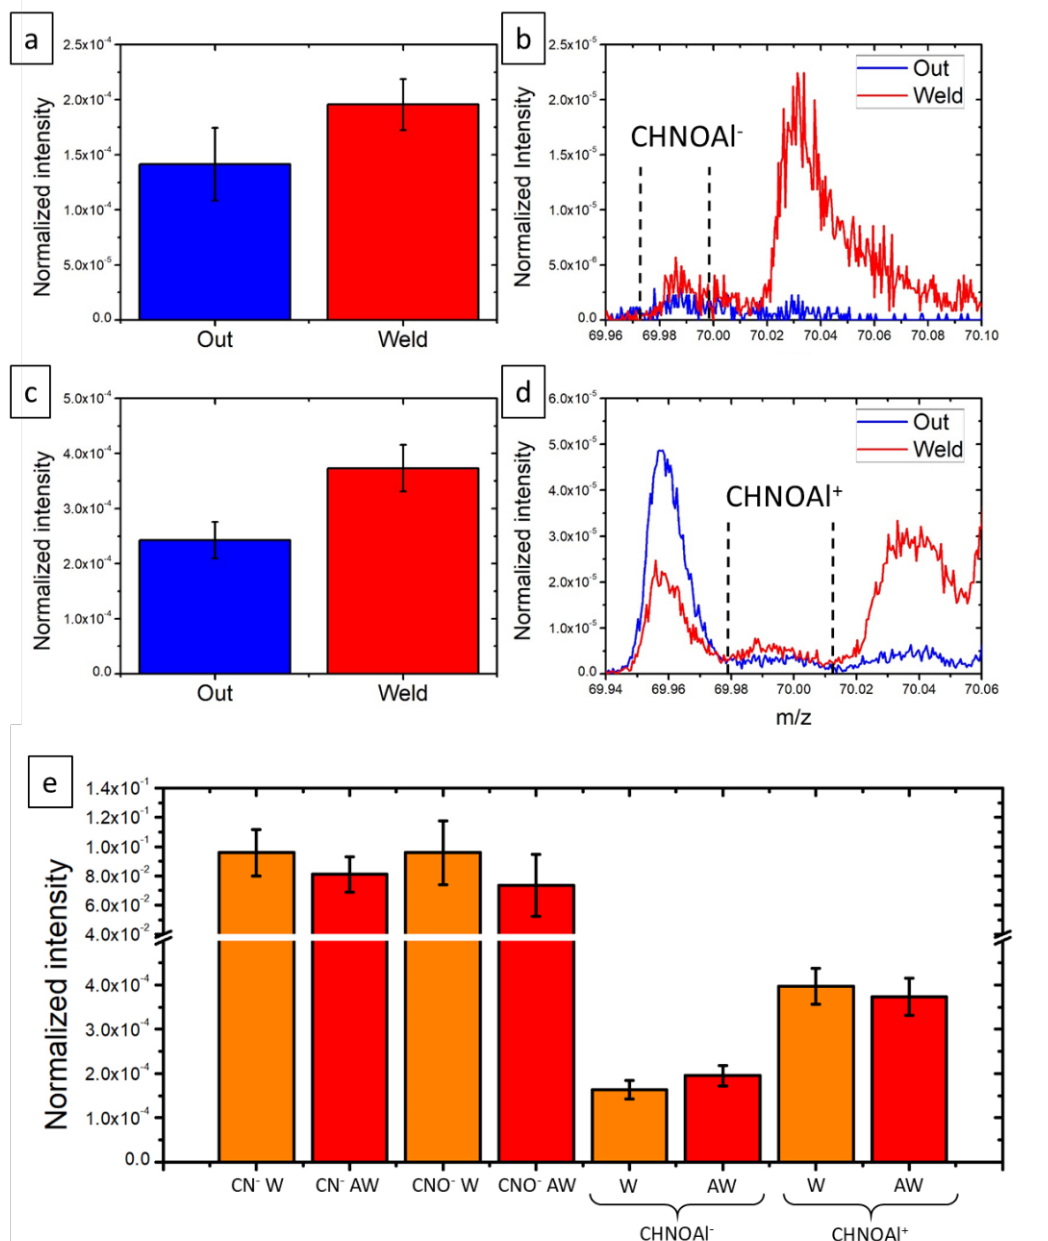 a
2.5x10⁻⁴
2.0x10⁻⁴
1.5x10⁻⁴
1.0x10⁻⁴
5.0x10⁻⁵
0.0
Normalized intensity
Out Weld
b
2.5x10⁻⁵
2.0x10⁻⁵
1.5x10⁻⁵
1.0x10⁻⁵
5.0x10⁻⁶
0.0
Normalized Intensity
Out
Weld
CHNOAl⁻
69.96 69.98 70.00 70.02 70.04 70.06 70.08 70.10
c
5.0x10⁻⁴
4.0x10⁻⁴
3.0x10⁻⁴
2.0x10⁻⁴
1.0x10⁻⁴
0.0
Normalized intensity
Out Weld
d
6.0x10⁻⁵
5.0x10⁻⁵
4.0x10⁻⁵
3.0x10⁻⁵
2.0x10⁻⁵
1.0x10⁻⁵
0.0
Normalized intensity
Out
Weld
CHNOAl⁺
69.94 69.96 69.98 70.00 70.02 70.04 70.06
m/z
e
1.4x10⁻¹
1.2x10⁻¹
1.0x10⁻¹
8.0x10⁻²
6.0x10⁻²
4.0x10⁻²
4.0x10⁻⁴
3.0x10⁻⁴
2.0x10⁻⁴
1.0x10⁻⁴
0.0
Normalized intensity
CN⁻ W CN⁻ AW CNO⁻ W CNO⁻ AW W AW W AW
CHNOAl⁻ CHNOAl⁺